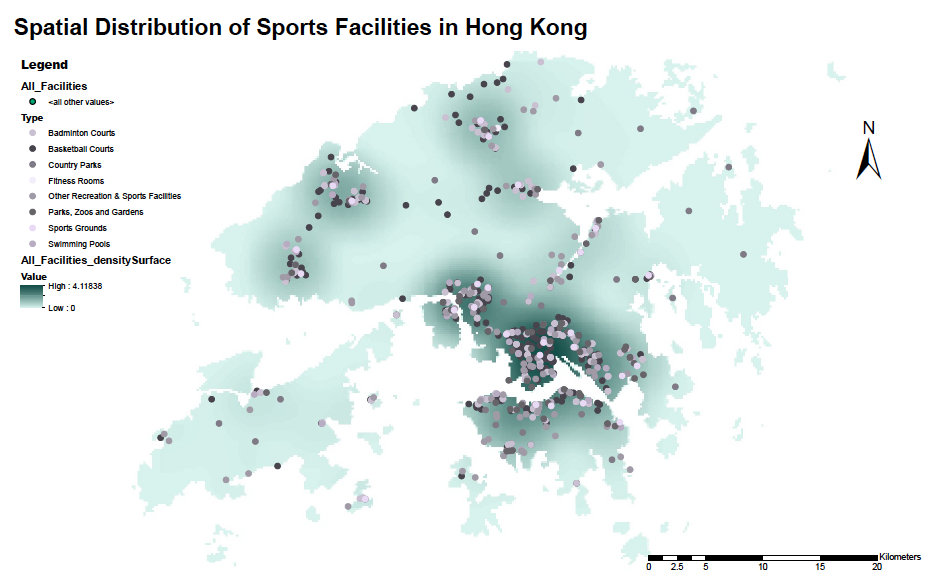 Spatial Distribution of Sports Facilities in Hong Kong
Legend
All_Facilities
<all other values>
Type
Badminton Courts
Basketball Courts
Country Parks
Fitness Rooms
Other Recreation & Sports Facilities
Parks, Zoos and Gardens
Sports Grounds
Swimming Pools
All_Facilities_densitySurface
Value
High : 4.11838
Low : 0
N
Kilometers
0 2.5 5 10 15 20